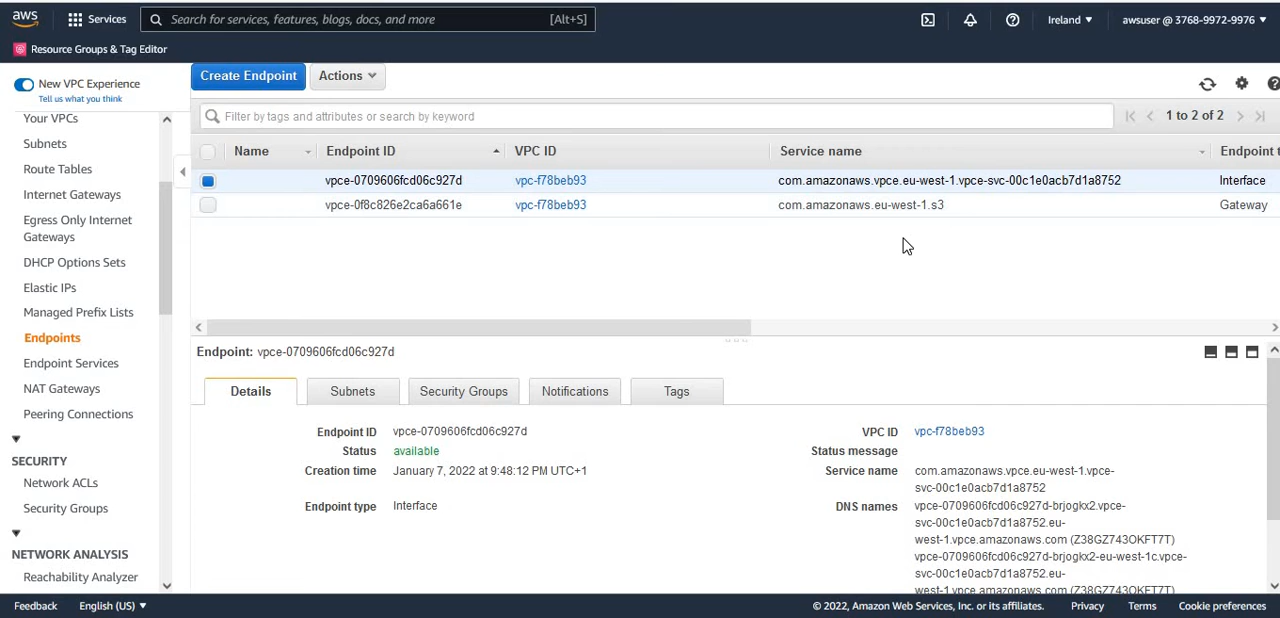 aws
Services
Search for services, features, blogs, docs, and more
[Alt+S]
Ireland ▼
awsuser @ 3768-9972-9976 ▼
Resource Groups & Tag Editor
New VPC Experience
Tell us what you think
Your VPCs
Subnets
Route Tables
Internet Gateways
Egress Only Internet
Gateways
DHCP Options Sets
Elastic IPs
Managed Prefix Lists
Endpoints
Endpoint Services
NAT Gateways
Peering Connections
SECURITY
Network ACLs
Security Groups
NETWORK ANALYSIS
Reachability Analyzer
Create Endpoint
Actions
Filter by tags and attributes or search by keyword
1 to 2 of 2
Name
Endpoint ID
VPC ID
Service name
Endpoint t
vpce-0709606fcd06c927d
vpc-f78beb93
com.amazonaws.vpce.eu-west-1.vpce-svc-00c1e0acb7d1a8752
Interface
vpce-0f8c826e2ca6a661e
vpc-f78beb93
com.amazonaws.eu-west-1.s3
Gateway
Endpoint: vpce-0709606fcd06c927d
Details
Subnets
Security Groups
Notifications
Tags
Endpoint ID
vpce-0709606fcd06c927d
Status
available
Creation time
January 7, 2022 at 9:48:12 PM UTC+1
Endpoint type
Interface
VPC ID
vpc-f78beb93
Status message
Service name
com.amazonaws.vpce.eu-west-1.vpce-
svc-00c1e0acb7d1a8752
DNS names
vpce-0709606fcd06c927d-brjogkx2.vpce-
svc-00c1e0acb7d1a8752.eu-
west-1.vpce.amazonaws.com (Z38GZ743OKFT7T)
vpce-0709606fcd06c927d-brjogkx2-eu-west-1c.vpce-
svc-00c1e0acb7d1a8752.eu-
west-1.vpce.amazonaws.com (Z38GZ743OKFT7T)
Feedback
English (US) ▼
© 2022, Amazon Web Services, Inc. or its affiliates.
Privacy
Terms
Cookie preferences